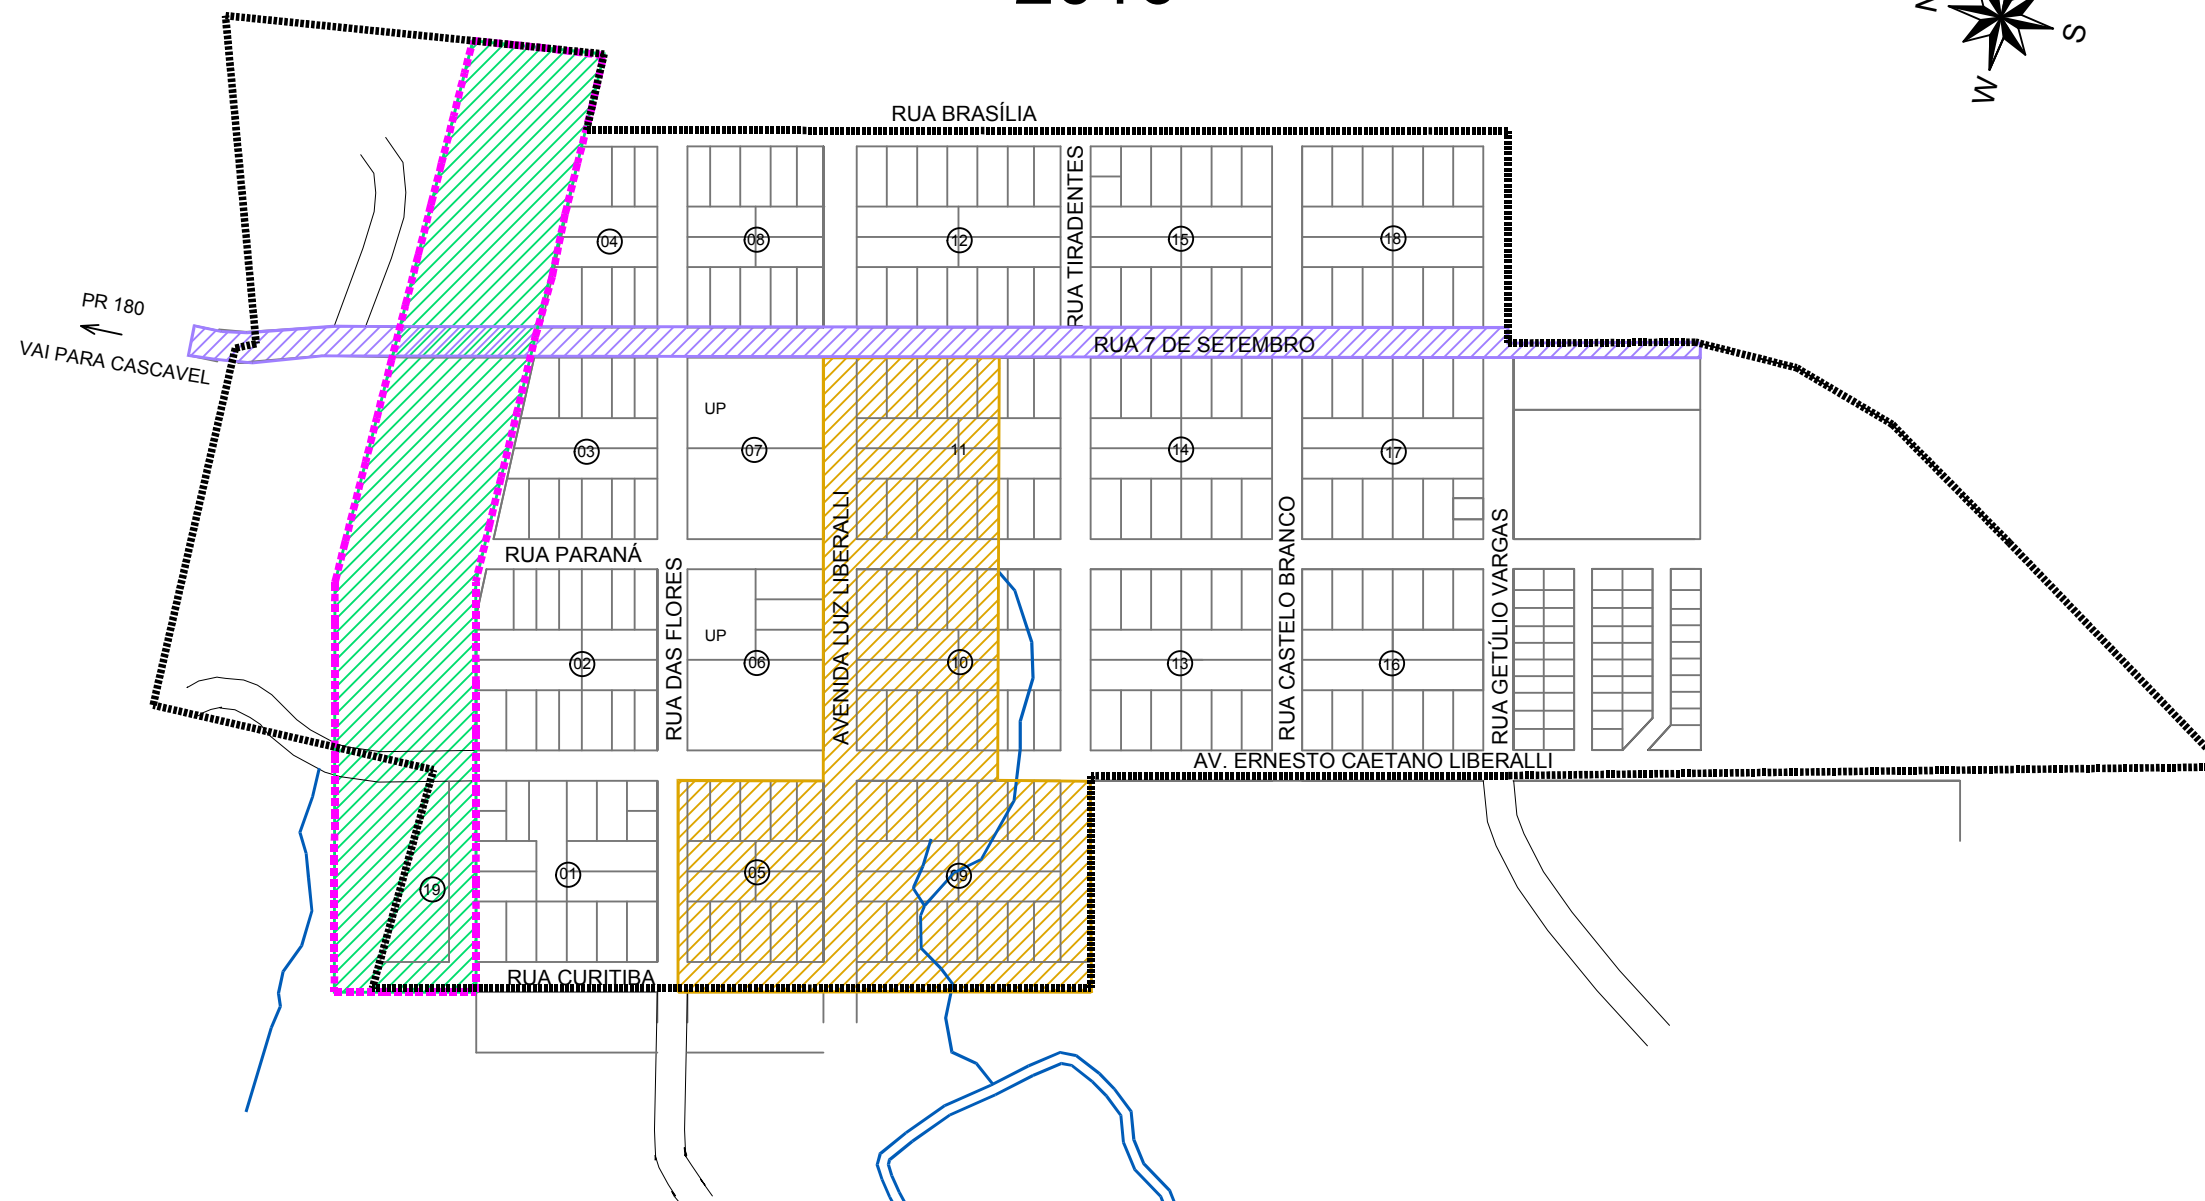 S
W
RUA BRASÍLIA
RUA TIRADENTES
04
08
12
15
18
PR 180
VAI PARA CASCAVEL
RUA 7 DE SETEMBRO
UP
03
07
11
14
17
AVENIDA LUIZ LIBERALLI
RUA CASTELO BRANCO
RUA GETÚLIO VARGAS
RUA PARANÁ
RUA DAS FLORES
UP
02
06
10
13
16
AV. ERNESTO CAETANO LIBERALLI
19
01
05
09
RUA CURITIBA